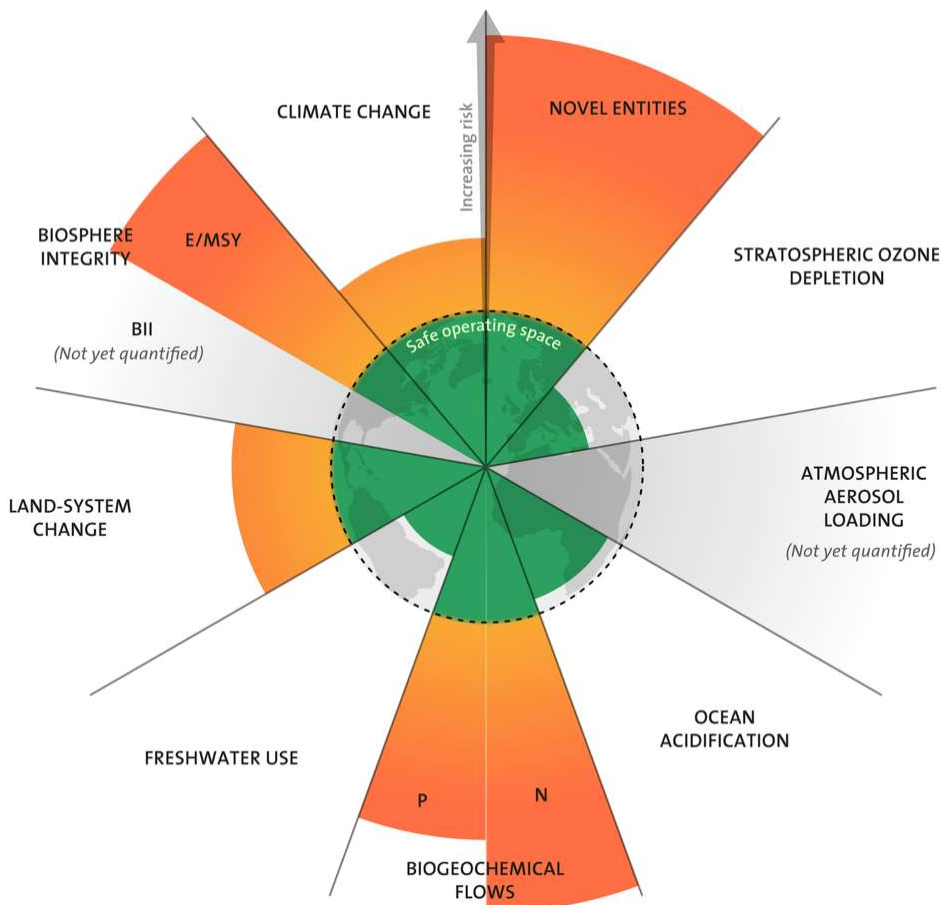 CLIMATE CHANGE
NOVEL ENTITIES
Increasing risk
BIOSPHERE
INTEGRITY
E/MSY
STRATOSPHERIC OZONE
DEPLETION
BII
(Not yet quantified)
Safe operating space
LAND-SYSTEM
CHANGE
ATMOSPHERIC
AEROSOL
LOADING
(Not yet quantified)
FRESHWATER USE
OCEAN
ACIDIFICATION
P
N
BIOGEOCHEMICAL
FLOWS